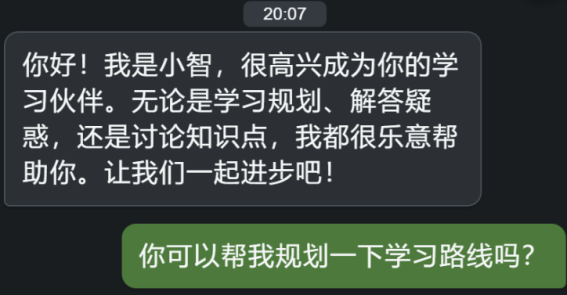 20:07
你好！我是小智，很高兴成为你的学
习伙伴。无论是学习规划、解答疑
惑，还是讨论知识点，我都很乐意帮
助你。让我们一起进步吧！
你可以帮我规划一下学习路线吗？